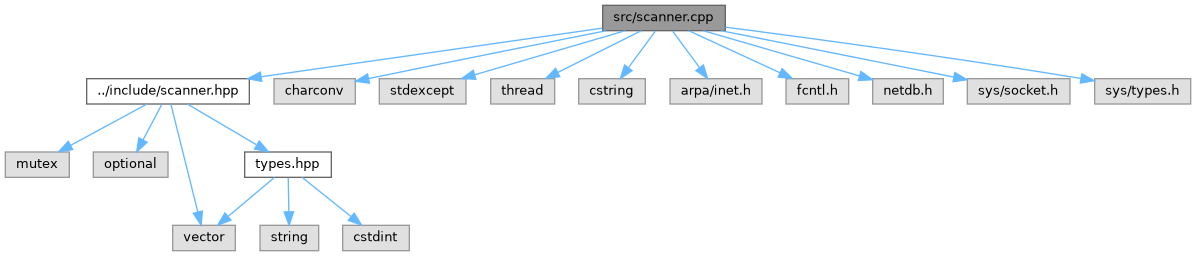 src/scanner.cpp
../include/scanner.hpp
charconv
stdexcept
thread
cstring
arpa/inet.h
fcntl.h
netdb.h
sys/socket.h
sys/types.h
mutex
optional
types.hpp
vector
string
cstdint